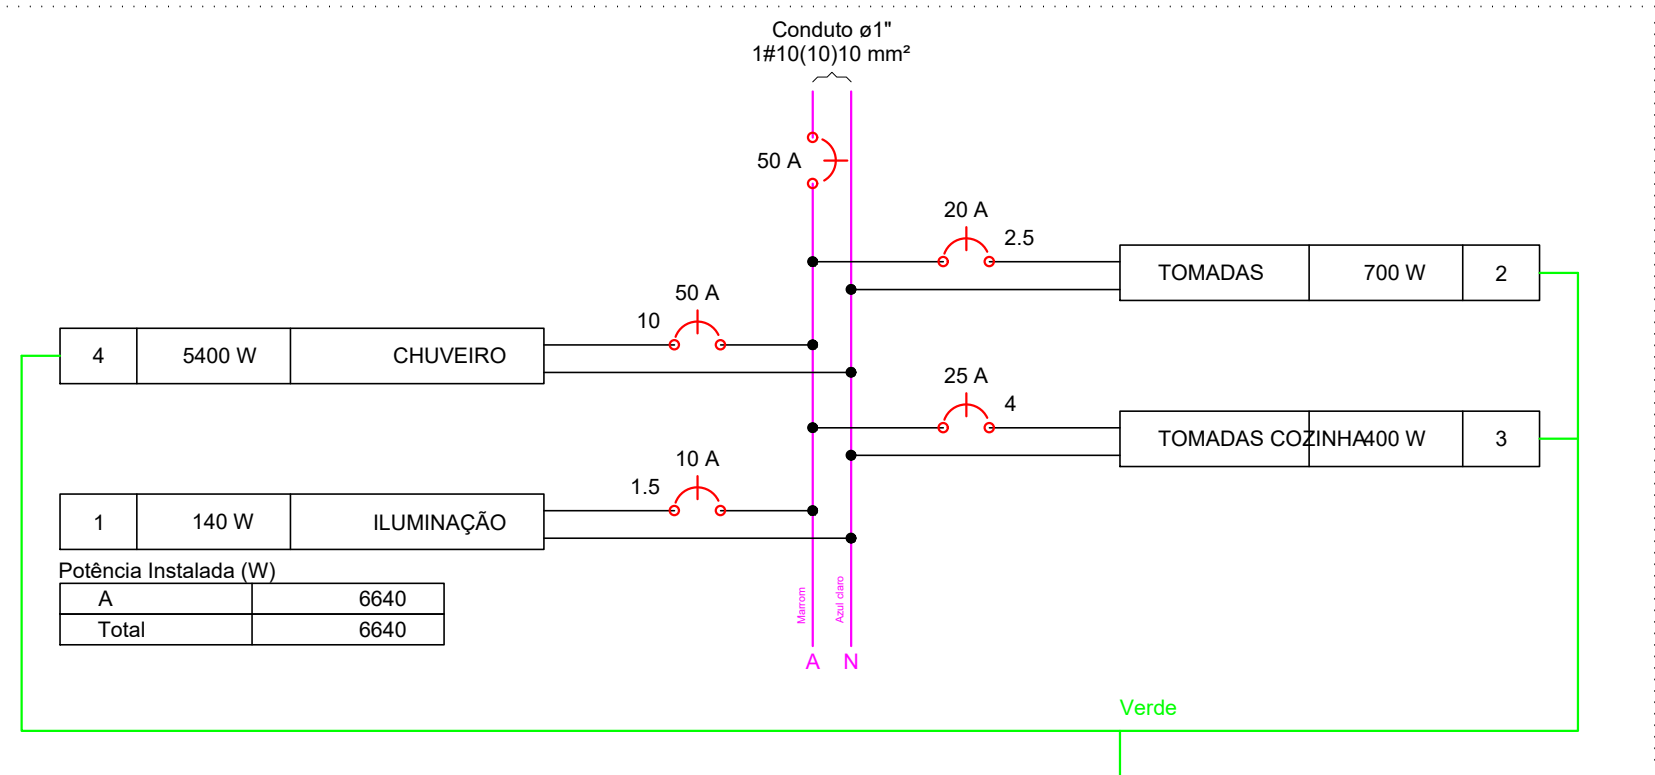 Conduto ø1"
1#10(10)10 mm²
50 A
20 A
2.5
TOMADAS 700 W 2
50 A
10
4 5400 W CHUVEIRO
25 A
4
TOMADAS COZINHA 400 W 3
10 A
1.5
1 140 W ILUMINAÇÃO
Potência Instalada (W)
A 6640
Total 6640
Marrom
Azul claro
A N
Verde